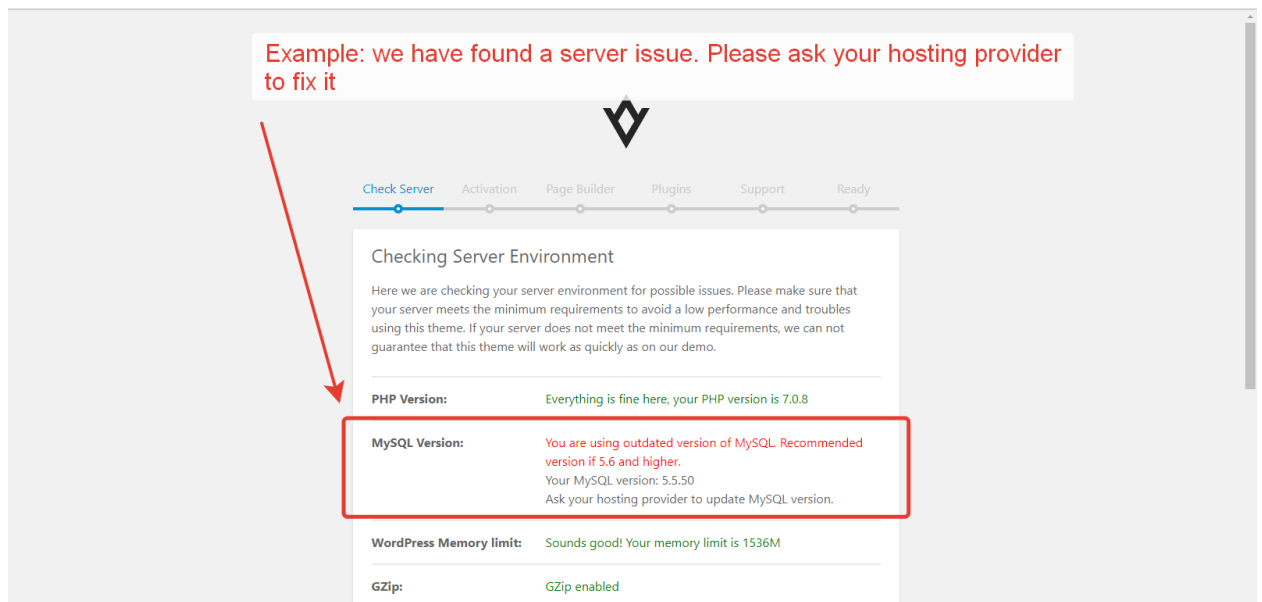 Example: we have found a server issue. Please ask your hosting provider
to fix it
Check Server Activation Page Builder Plugins Support Ready
Checking Server Environment
Here we are checking your server environment for possible issues. Please make sure that
your server meets the minimum requirements to avoid a low performance and troubles
using this theme. If your server does not meet the minimum requirements, we can not
guarantee that this theme will work as quickly as on our demo.
PHP Version: Everything is fine here, your PHP version is 7.0.8
MySQL Version: You are using outdated version of MySQL. Recommended
version if 5.6 and higher.
Your MySQL version: 5.5.50
Ask your hosting provider to update MySQL version.
WordPress Memory limit: Sounds good! Your memory limit is 1536M
GZip: GZip enabled